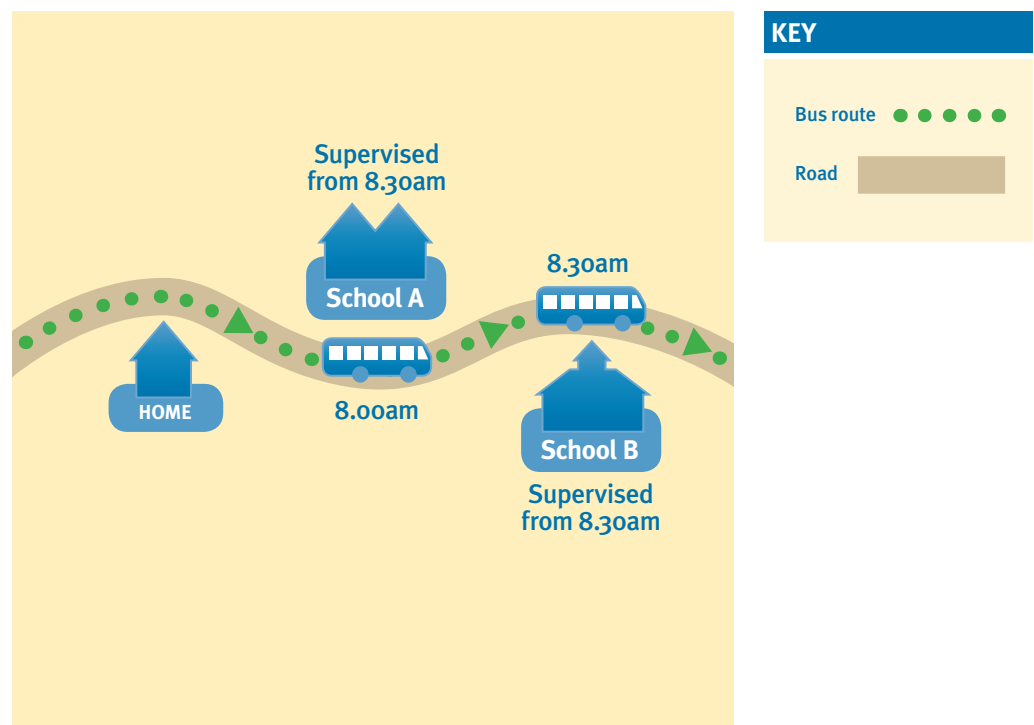 KEY
Bus route
Road
Supervised
from 8.30am
School A
8.30am
HOME
8.00am
School B
Supervised
from 8.30am